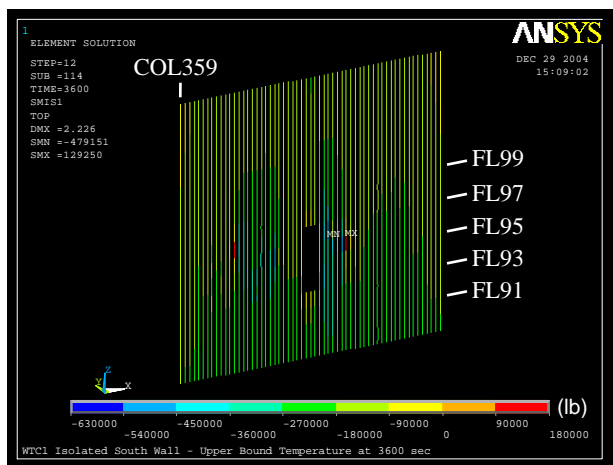 1
ELEMENT SOLUTION
STEP=12
SUB =114
TIME=3600
SMIS1
TOP
DMX =2.226
SMN =-479151
SMX =129250
ANSYS
DEC 29 2004
15:09:02
COL359
FL99
FL97
FL95
FL93
FL91
MN MX
Z
Y
X
(lb)
-630000 -450000 -270000 -90000 90000
-540000 -360000 -180000 0 180000
WTC1 Isolated South Wall - Upper Bound Temperature at 3600 sec